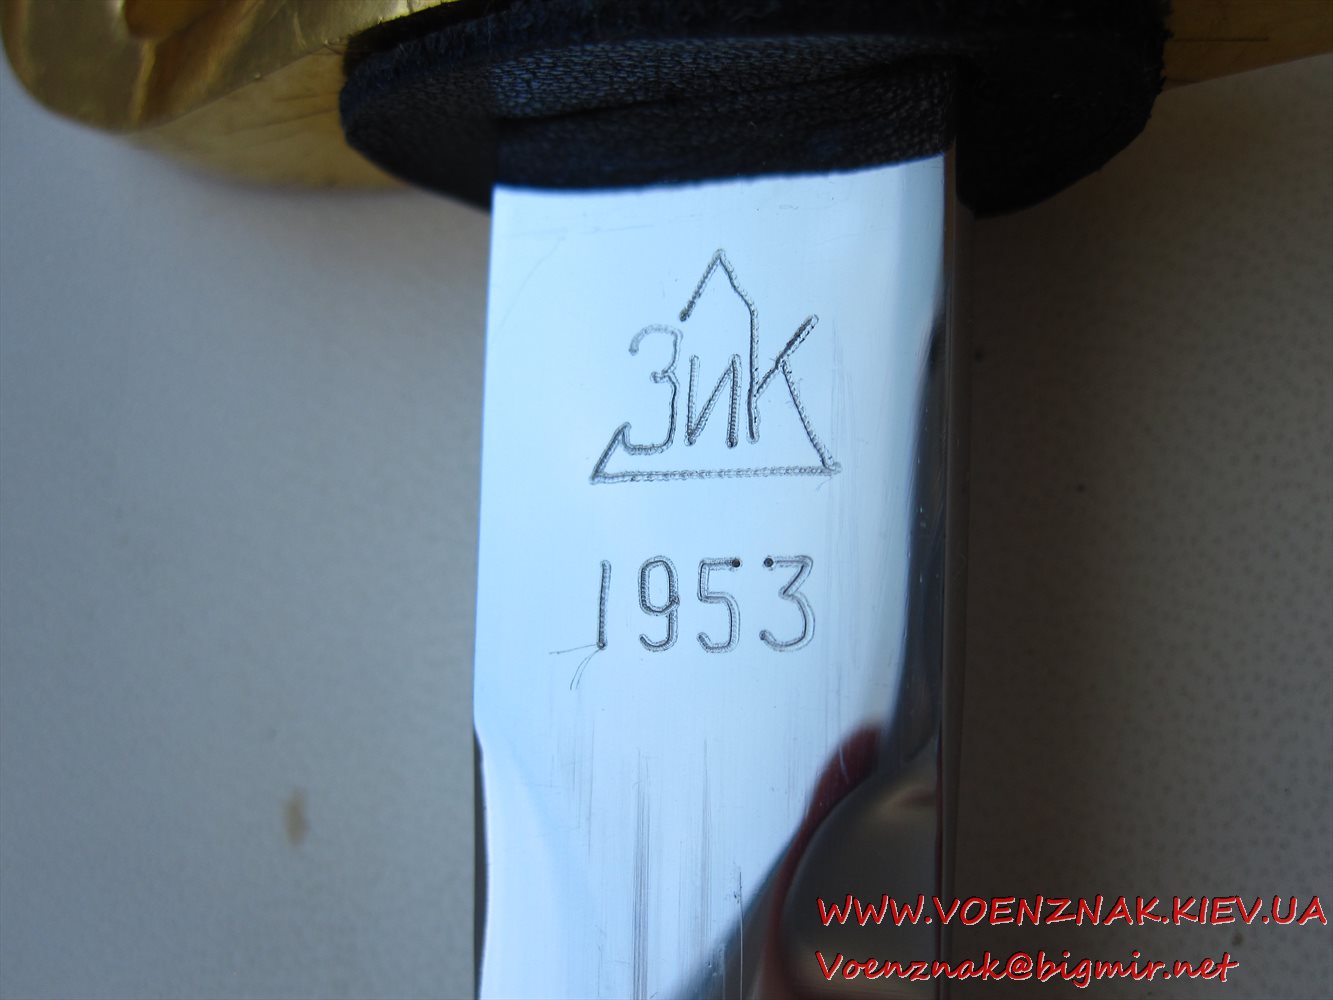 ЗиК
1953
WWW.VOENZNAK.KIEV.UA
Voenznak@bigmir.net